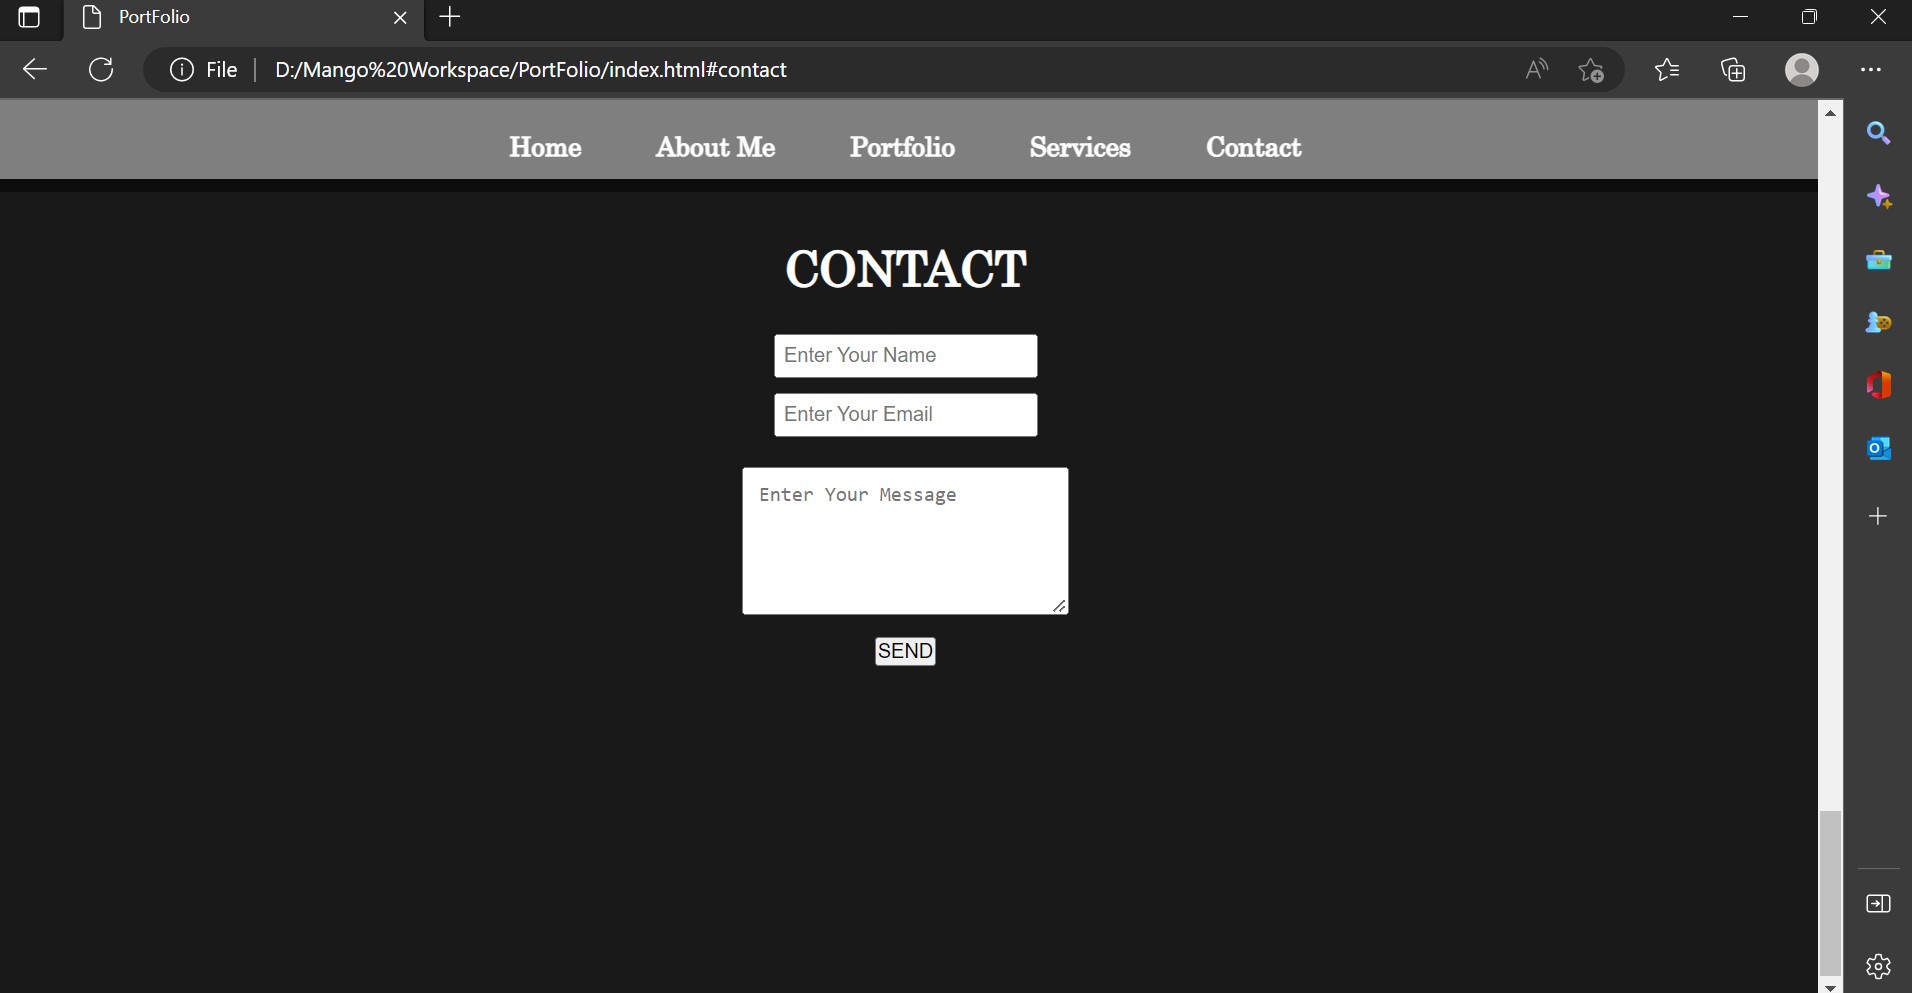 PortFolio
File
D:/Mango%20Workspace/PortFolio/index.html#contact
Home About Me Portfolio Services Contact
CONTACT
Enter Your Name
Enter Your Email
Enter Your Message
SEND